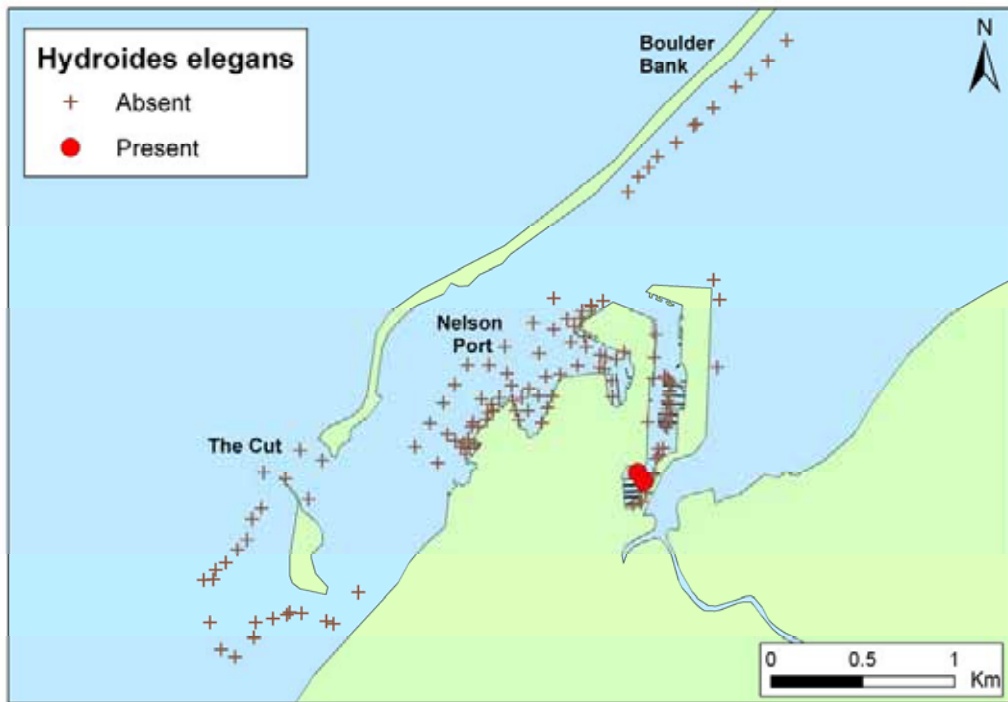 Hydroides elegans
Absent
Present
Boulder
Bank
N
Nelson
Port
The Cut
0 0.5 1
Km